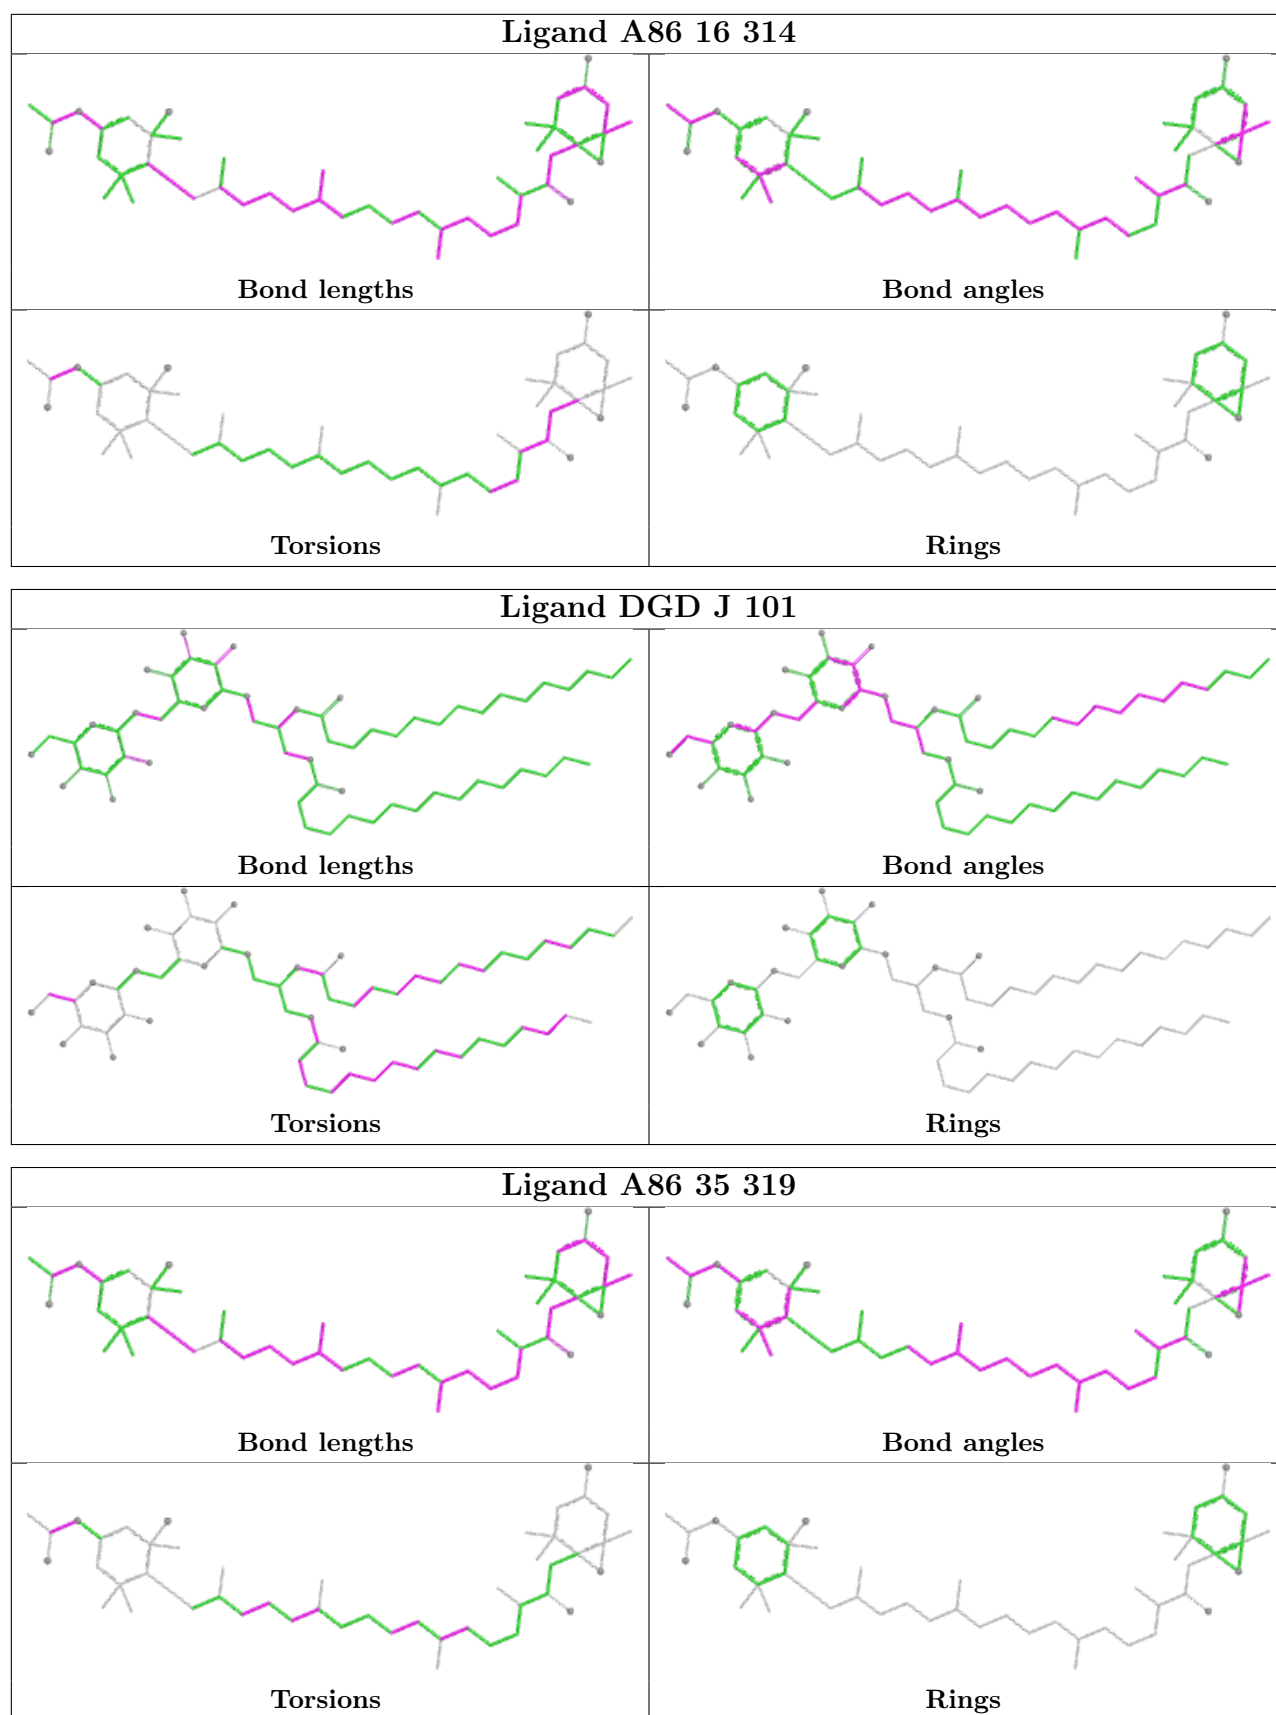 Ligand A86 16 314
Bond lengths
Bond angles
Torsions
Rings
Ligand DGD J 101
Bond lengths
Bond angles
Torsions
Rings
Ligand A86 35 319
Bond lengths
Bond angles
Torsions
Rings